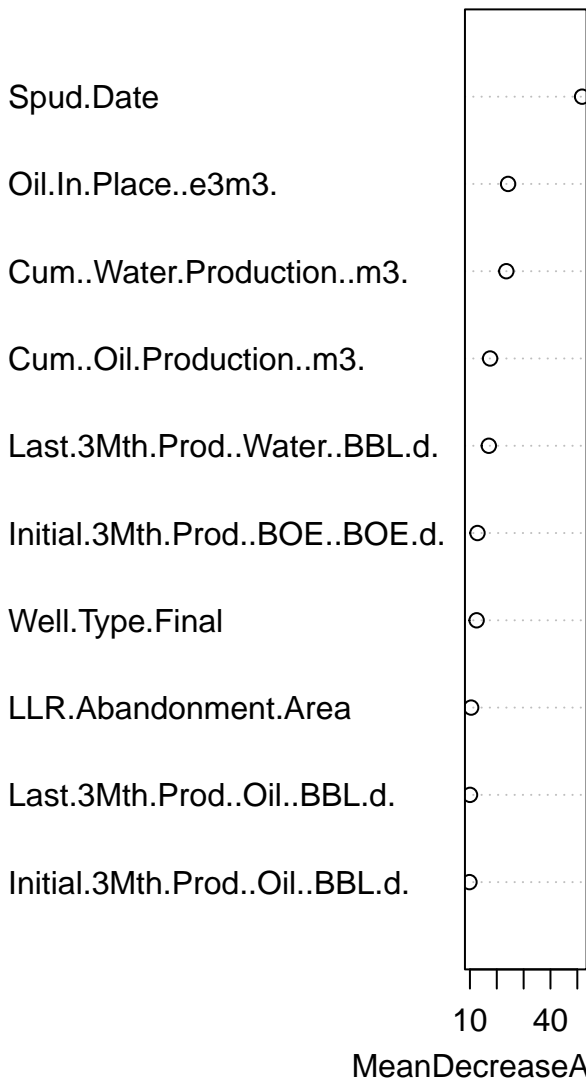 Spud.Date
Oil.In.Place..e3m3.
Cum..Water.Production..m3.
Cum..Oil.Production..m3.
Last.3Mth.Prod..Water..BBL.d.
Initial.3Mth.Prod..BOE..BOE.d.
Well.Type.Final
LLR.Abandonment.Area
Last.3Mth.Prod..Oil..BBL.d.
Initial.3Mth.Prod..Oil..BBL.d.
10 40
MeanDecreaseA